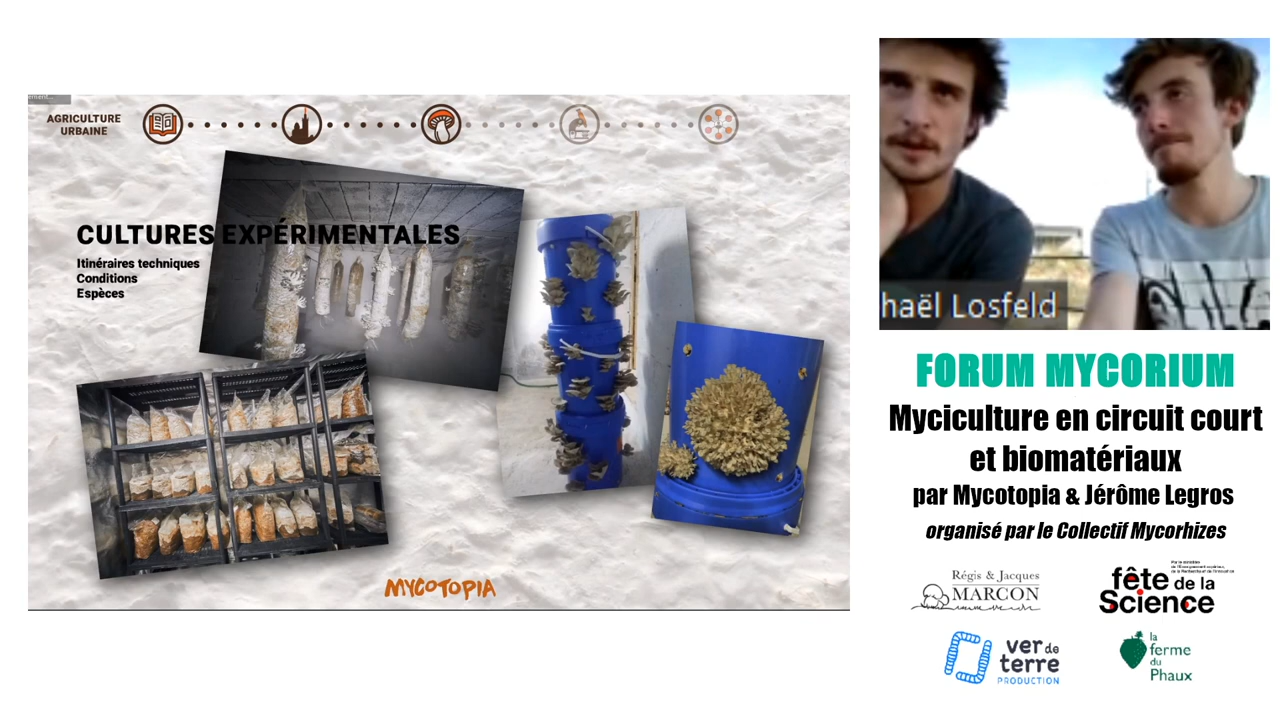 AGRICULTURE
URBAINE
CULTURES EXPÉRIMENTALES
Itinéraires techniques
Conditions
Espèces
MYCOTOPIA
haël Losfeld
FORUM MYCORIUM
Myciculture en circuit court
et biomatériaux
par Mycotopia & Jérôme Legros
organisé par le Collectif Mycorhizes
Régis & Jacques
MARCON
fête de la
Science
ver de
terre
PRODUCTION
la
ferme
du
Phaux